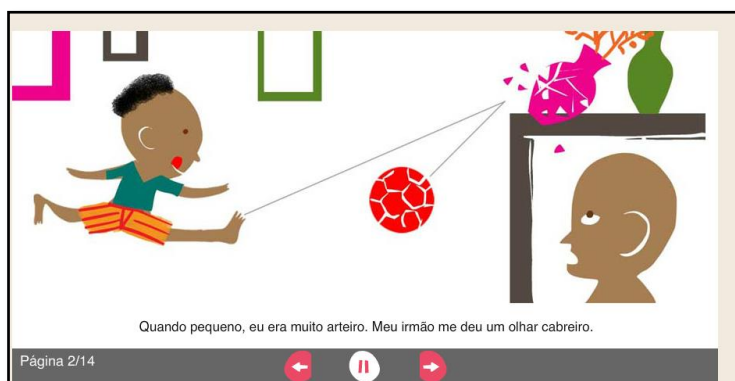 Quando pequeno, eu era muito arteiro. Meu irmão me deu um olhar cabreiro.
Página 2/14